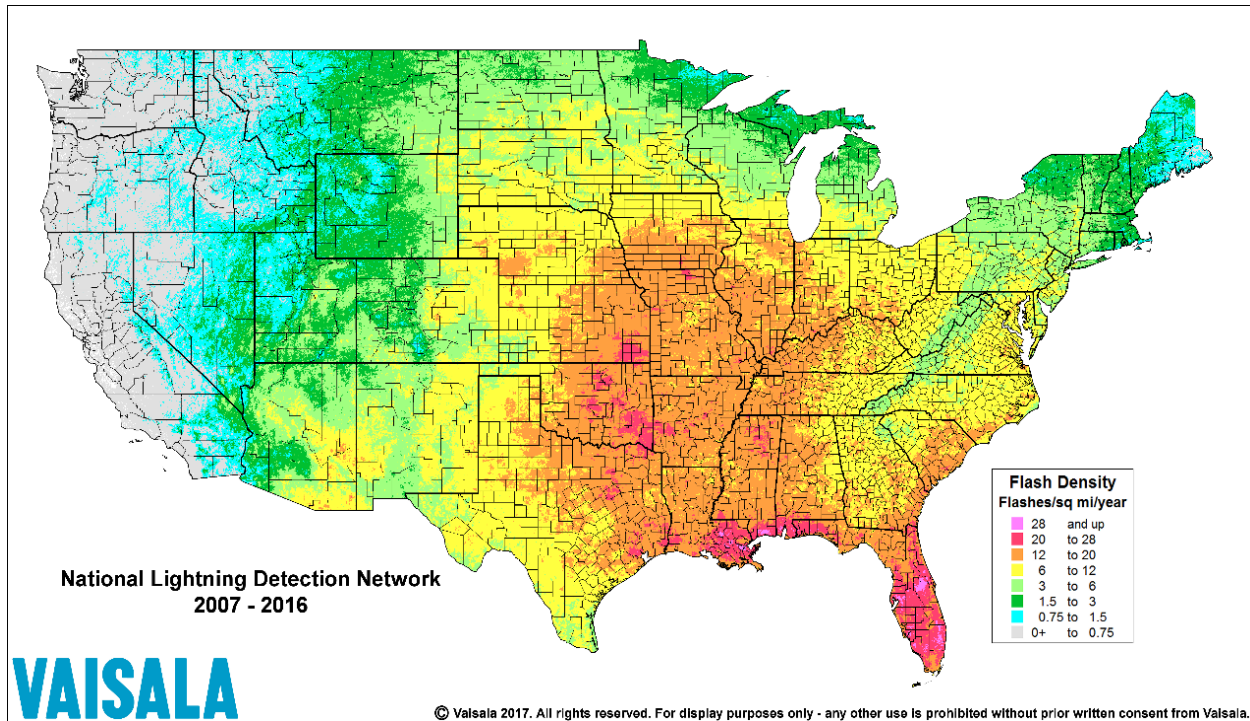 National Lightning Detection Network
2007 - 2016
Flash Density
Flashes/sq mi/year
28 and up
20 to 28
12 to 20
6 to 12
3 to 6
1.5 to 3
0.75 to 1.5
0+ to 0.75
VAISALA
© Vaisala 2017. All rights reserved. For display purposes only - any other use is prohibited without prior written consent from Vaisala.